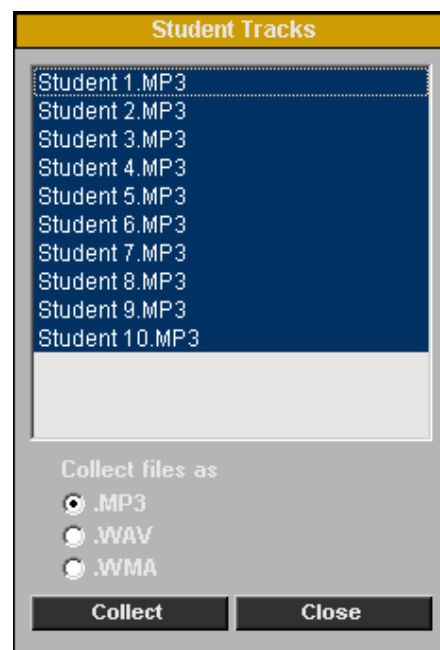 Student Tracks
Student 1.MP3
Student 2.MP3
Student 3.MP3
Student 4.MP3
Student 5.MP3
Student 6.MP3
Student 7.MP3
Student 8.MP3
Student 9.MP3
Student 10.MP3
Collect files as
.MP3
.WAV
.WMA
Collect Close